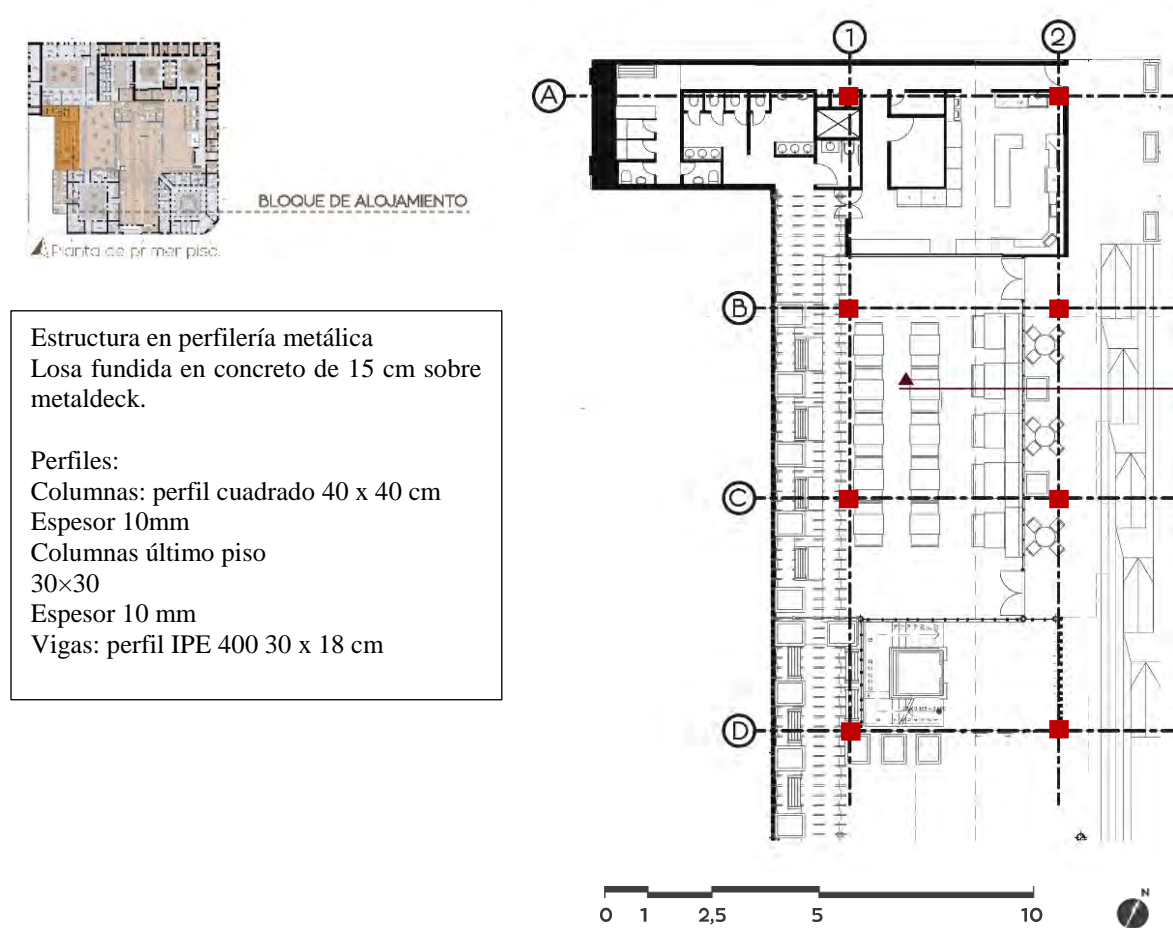 BLOQUE DE ALOJAMIENTO
Planta de primer piso.
Estructura en perfilería metálica
Losa fundida en concreto de 15 cm sobre
metaldeck.
Perfiles:
Columnas: perfil cuadrado 40 x 40 cm
Espesor 10mm
Columnas último piso
30×30
Espesor 10 mm
Vigas: perfil IPE 400 30 x 18 cm
1
2
A
B
C
D
0 1 2,5 5 10
N